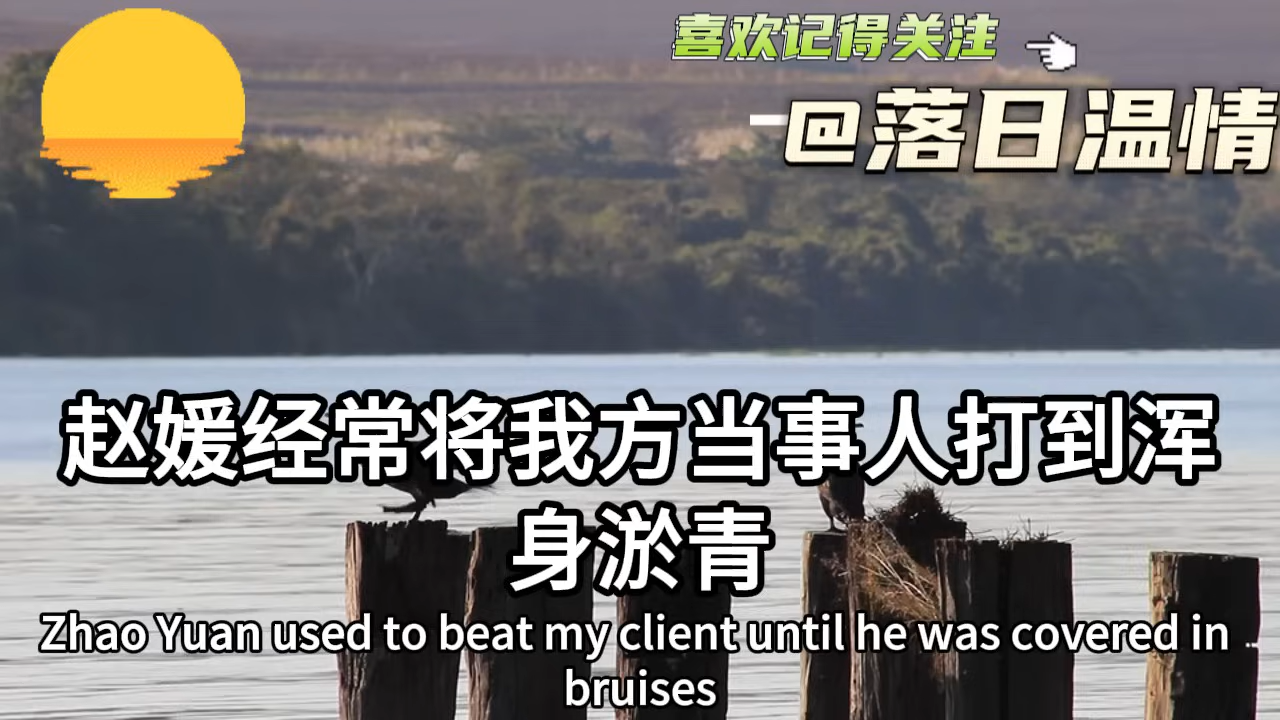 喜欢记得关注
@落日温情
赵媛经常将我方当事人打到浑
身淤青
Zhao Yuan used to beat my client until he was covered in
bruises